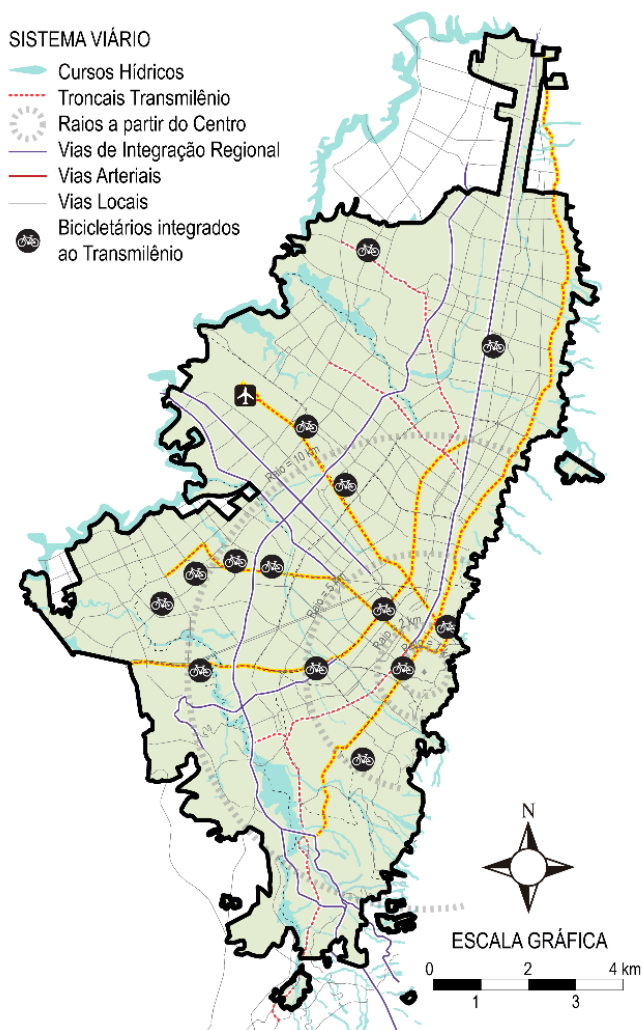 SISTEMA VIÁRIO
Cursos Hídricos
Troncais Transmilênio
Raios a partir do Centro
Vias de Integração Regional
Vias Arteriais
Vias Locais
Bicicletários integrados
ao Transmilênio
Raio = 10 km
Raio = 5 km
Raio = 2 km
N
ESCALA GRÁFICA
0 2 4 km
1 3